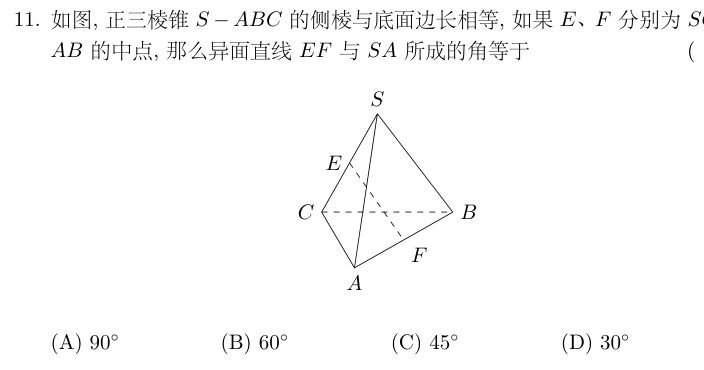 11. 如图, 正三棱锥 S − ABC 的侧棱与底面边长相等, 如果 E、F 分别为 S
AB 的中点, 那么异面直线 EF 与 SA 所成的角等于 (
S
E
C
B
F
A
(A) 90° (B) 60° (C) 45° (D) 30°